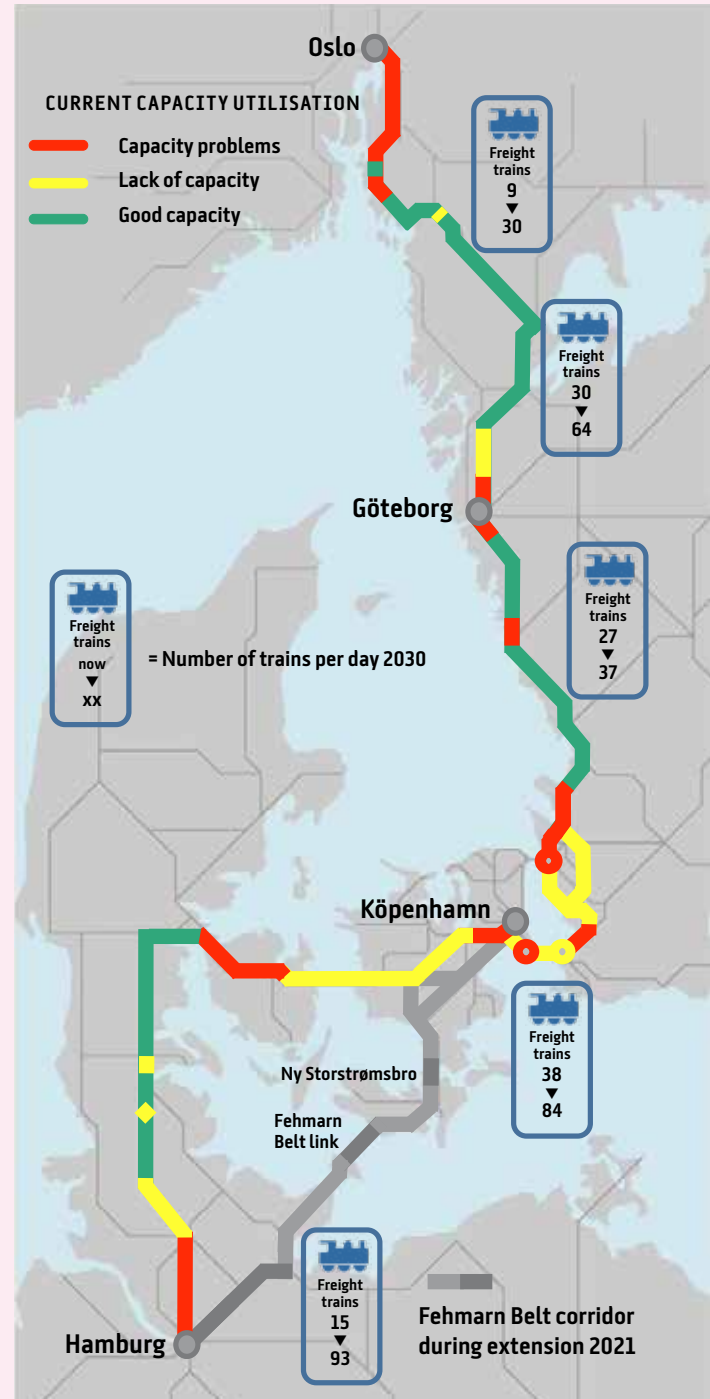 Oslo
CURRENT CAPACITY UTILISATION
Capacity problems
Lack of capacity
Good capacity
Freight
trains
9
▼
30
Freight
trains
30
▼
64
Göteborg
Freight
trains
27
▼
37
Freight
trains
now
▼
xx
= Number of trains per day 2030
Köpenhamn
Freight
trains
38
▼
84
Ny Storstrømsbro
Fehmarn
Belt link
Freight
trains
15
▼
93
Fehmarn Belt corridor
during extension 2021
Hamburg